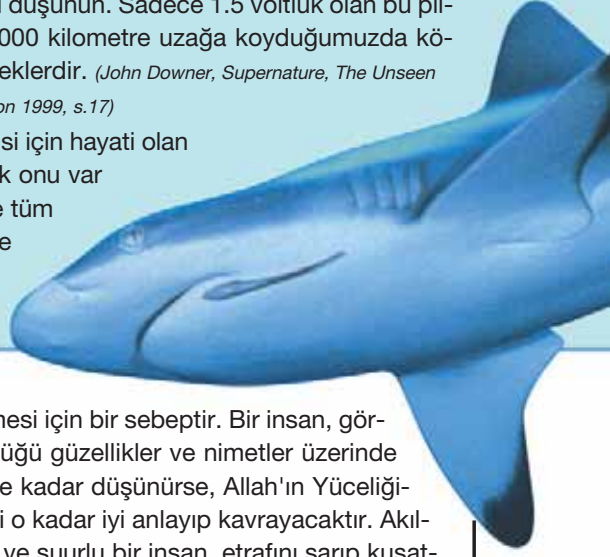 düşünün. Sadece 1.5 voltluk olan bu pil-
000 kilometre uzağa koyduğumuzda kö-
eklerdir. (John Downer, Supernature, The Unseen
on 1999, s.17)
si için hayati olan
k onu var
e tüm
e
mesi için bir sebeptir. Bir insan, gör-
üğü güzellikler ve nimetler üzerinde
e kadar düşünürse, Allah'ın Yüceliği-
i o kadar iyi anlayıp kavrayacaktır. Akıl-
ve şuurlu bir insan, etrafını sarıp kuşat-